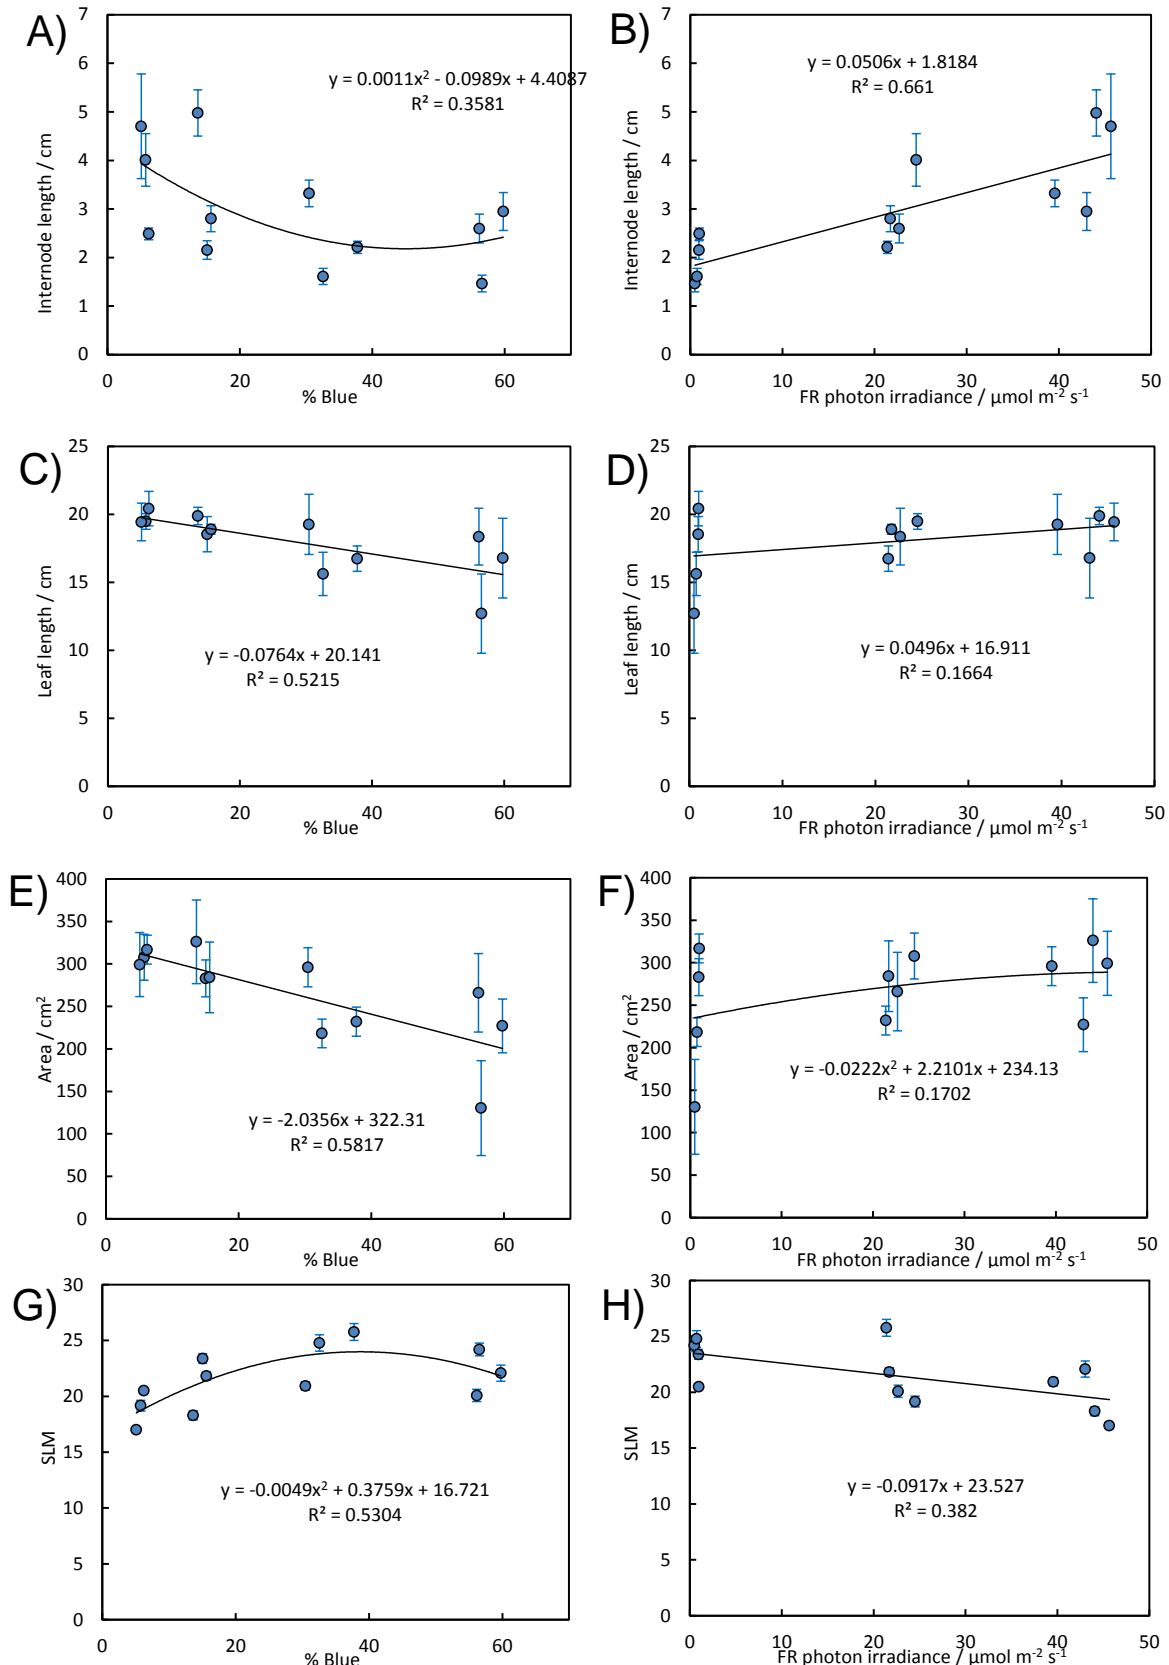 A)
7
6
5
4
3
2
1
0
Internode length / cm
y = 0.0011x² - 0.0989x + 4.4087
R² = 0.3581
0 20 40 60
% Blue
B)
7
6
5
4
3
2
1
0
Internode length / cm
y = 0.0506x + 1.8184
R² = 0.661
0 10 20 30 40 50
FR photon irradiance / µmol m⁻² s⁻¹
C)
25
20
15
10
5
0
Leaf length / cm
y = -0.0764x + 20.141
R² = 0.5215
0 20 40 60
% Blue
D)
25
20
15
10
5
0
Leaf length / cm
y = 0.0496x + 16.911
R² = 0.1664
0 10 20 30 40 50
FR photon irradiance / µmol m⁻² s⁻¹
E)
400
350
300
250
200
150
100
50
0
Area / cm²
y = -2.0356x + 322.31
R² = 0.5817
0 20 40 60
% Blue
F)
400
350
300
250
200
150
100
50
0
Area / cm²
y = -0.0222x² + 2.2101x + 234.13
R² = 0.1702
0 10 20 30 40 50
FR photon irradiance / µmol m⁻² s⁻¹
G)
30
25
20
15
10
5
0
SLM
y = -0.0049x² + 0.3759x + 16.721
R² = 0.5304
0 20 40 60
% Blue
H)
30
25
20
15
10
5
0
SLM
y = -0.0917x + 23.527
R² = 0.382
0 10 20 30 40 50
FR photon irradiance / µmol m⁻² s⁻¹